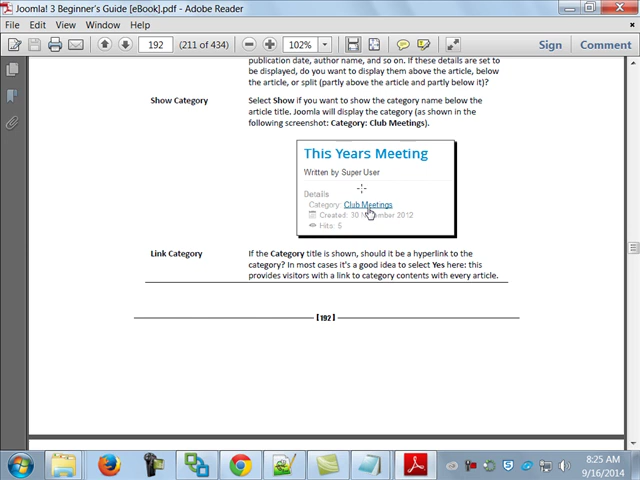 Joomla! 3 Beginner's Guide [eBook].pdf - Adobe Reader
File Edit View Window Help
192 (211 of 434) 102% Sign Comment
publication date, author name, and so on. If these details are set to
be displayed, do you want to display them above the article, below
the article, or split (partly above the article and partly below it)?
Show Category Select Show if you want to show the category name below the
article title. Joomla will display the category (as shown in the
following screenshot: Category: Club Meetings).
This Years Meeting
Written by Super User
Details
Category: Club Meetings
Created: 30 November 2012
Hits: 5
Link Category If the Category title is shown, should it be a hyperlink to the
category? In most cases it's a good idea to select Yes here: this
provides visitors with a link to category contents with every article.
[ 192 ]
8:25 AM
9/16/2014